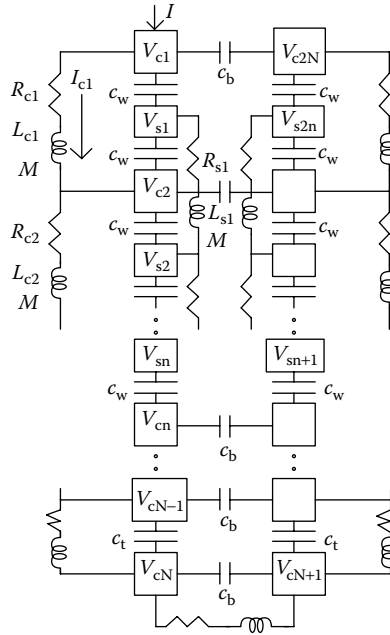 I
V_c1 c_b V_c2N
R_c1 I_c1 c_w c_w
V_s1 V_s2n
L_c1 c_w R_s1 c_w
M V_c2
L_s1
R_c2 c_w M c_w
L_c2 V_s2
M
V_sn V_sn+1
c_w c_w
V_cn
c_b
V_cN–1 c_b
c_t c_t
V_cN c_b V_cN+1